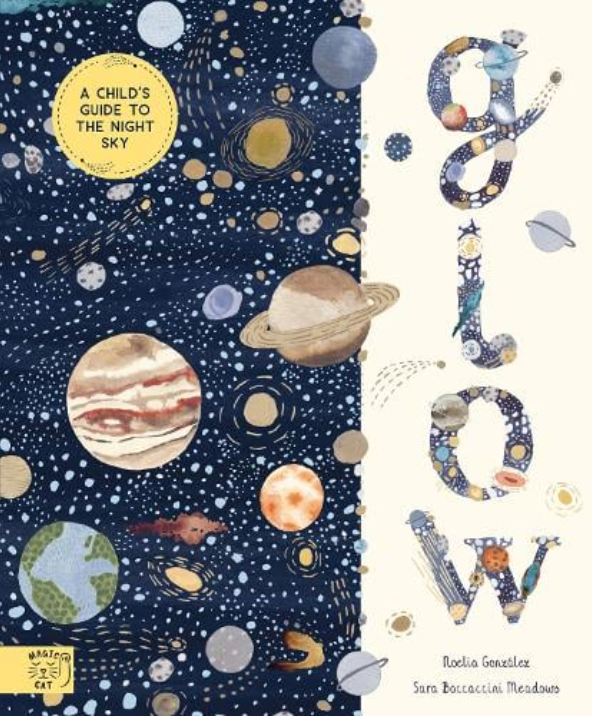 A CHILD'S
GUIDE TO
THE NIGHT
SKY
glow
Noelia González
Sara Boccaccini Meadows
MAGIC
CAT